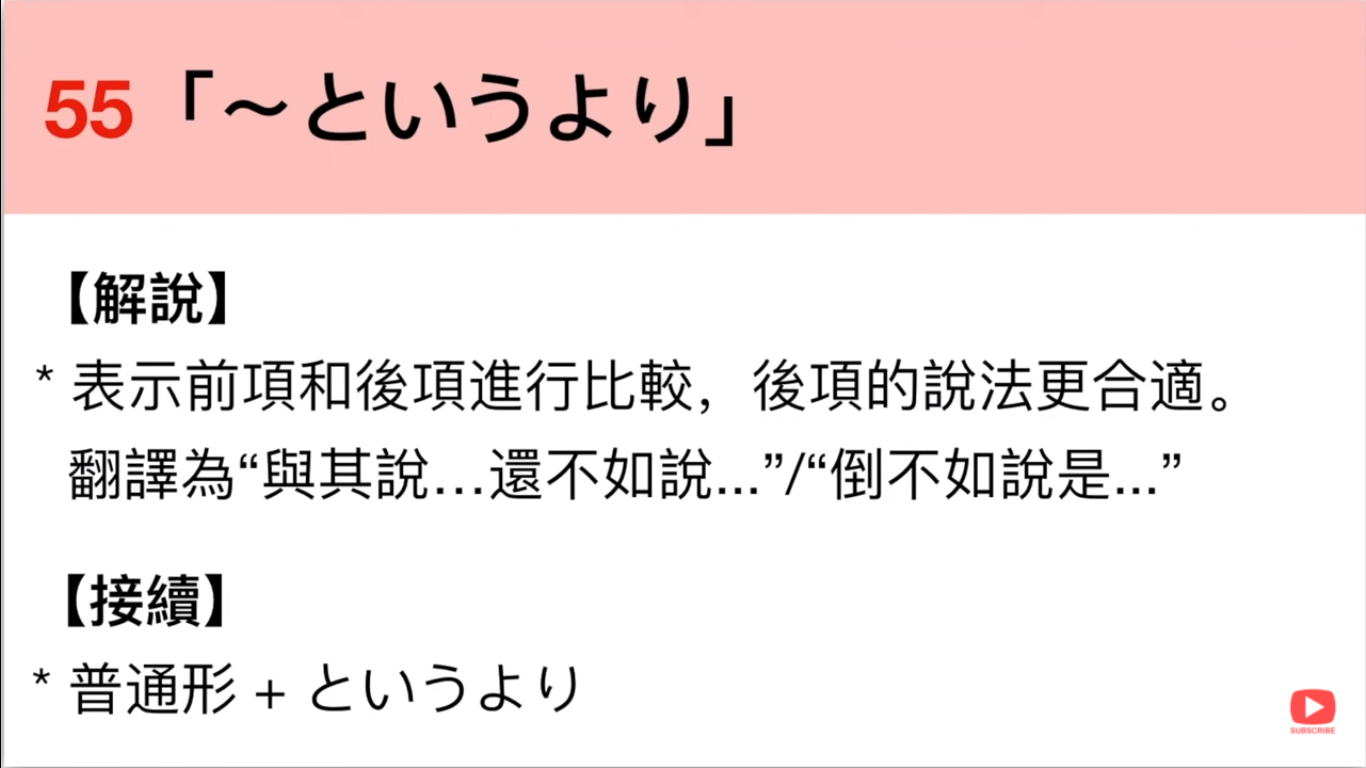 55「～というより」
【解說】
* 表示前項和後項進行比較，後項的說法更合適。
翻譯為“與其說…還不如說…”/“倒不如說是…”
【接續】
* 普通形 + というより
SUBSCRIBE